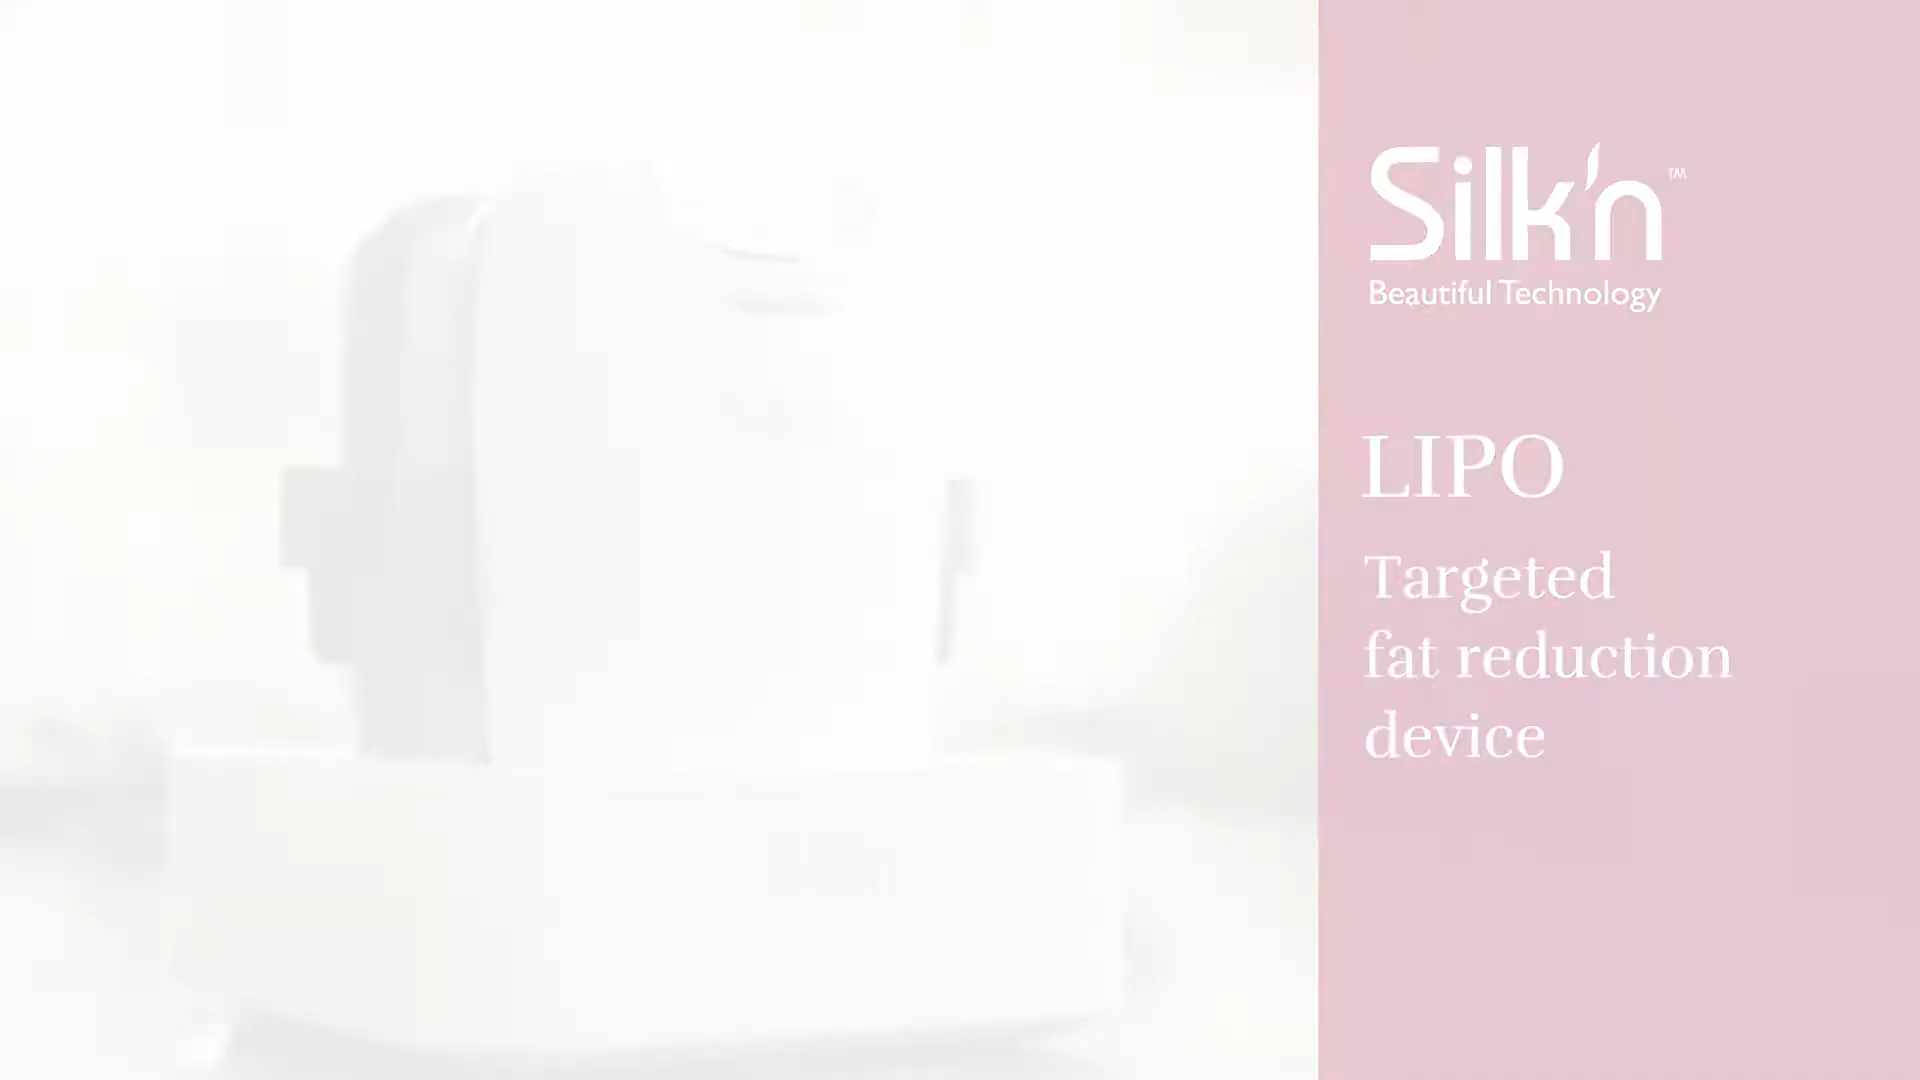 Silk'n™
Beautiful Technology
LIPO
Targeted
fat reduction
device